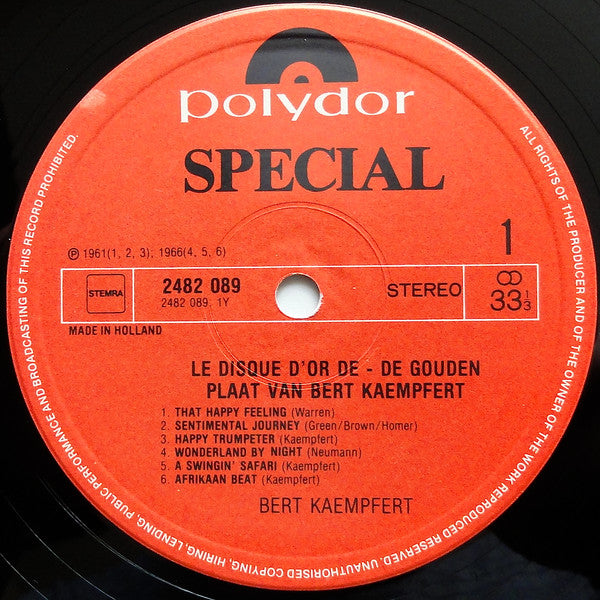 polydor
SPECIAL
1
℗ 1961(1, 2, 3); 1966(4, 5, 6)
STEMRA
2482 089
2482 089. 1Y
STEREO
33 1/3
MADE IN HOLLAND
LE DISQUE D'OR DE - DE GOUDEN
PLAAT VAN BERT KAEMPFERT
1. THAT HAPPY FEELING (Warren)
2. SENTIMENTAL JOURNEY (Green/Brown/Homer)
3. HAPPY TRUMPETER (Kaempfert)
4. WONDERLAND BY NIGHT (Neumann)
5. A SWINGIN' SAFARI (Kaempfert)
6. AFRIKAAN BEAT (Kaempfert)
BERT KAEMPFERT
ALL RIGHTS OF THE PRODUCER AND OF THE OWNER OF THE WORK REPRODUCED RESERVED. UNAUTHORISED COPYING, HIRING, LENDING, PUBLIC PERFORMANCE AND BROADCASTING OF THIS RECORD PROHIBITED.